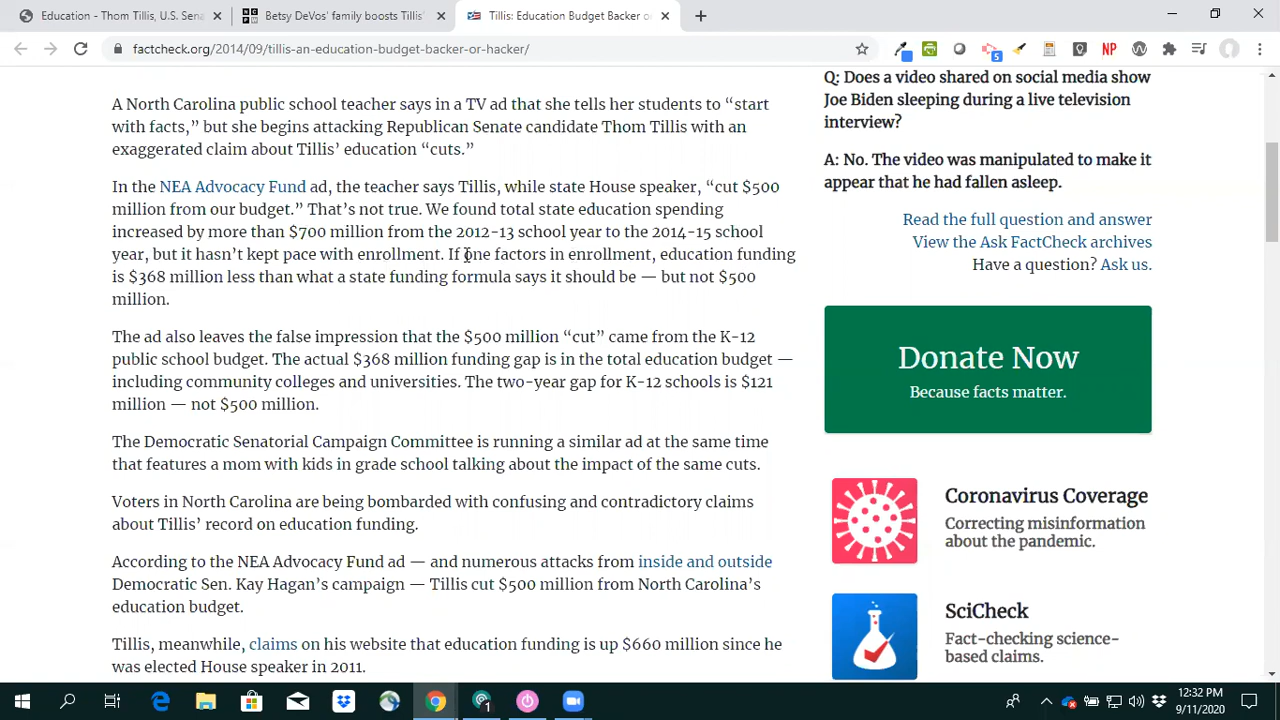 Education - Thom Tillis, U.S. Sena
Betsy DeVos' family boosts Tillis'
Tillis: Education Budget Backer o
factcheck.org/2014/09/tillis-an-education-budget-backer-or-hacker/
5
NP
A North Carolina public school teacher says in a TV ad that she tells her students to “start
with facts,” but she begins attacking Republican Senate candidate Thom Tillis with an
exaggerated claim about Tillis’ education “cuts.”
In the NEA Advocacy Fund ad, the teacher says Tillis, while state House speaker, “cut $500
million from our budget.” That’s not true. We found total state education spending
increased by more than $700 million from the 2012-13 school year to the 2014-15 school
year, but it hasn’t kept pace with enrollment. If one factors in enrollment, education funding
is $368 million less than what a state funding formula says it should be — but not $500
million.
The ad also leaves the false impression that the $500 million “cut” came from the K-12
public school budget. The actual $368 million funding gap is in the total education budget —
including community colleges and universities. The two-year gap for K-12 schools is $121
million — not $500 million.
The Democratic Senatorial Campaign Committee is running a similar ad at the same time
that features a mom with kids in grade school talking about the impact of the same cuts.
Voters in North Carolina are being bombarded with confusing and contradictory claims
about Tillis’ record on education funding.
According to the NEA Advocacy Fund ad — and numerous attacks from inside and outside
Democratic Sen. Kay Hagan’s campaign — Tillis cut $500 million from North Carolina’s
education budget.
Tillis, meanwhile, claims on his website that education funding is up $660 million since he
was elected House speaker in 2011.
Q: Does a video shared on social media show
Joe Biden sleeping during a live television
interview?
A: No. The video was manipulated to make it
appear that he had fallen asleep.
Read the full question and answer
View the Ask FactCheck archives
Have a question? Ask us.
Donate Now
Because facts matter.
Coronavirus Coverage
Correcting misinformation
about the pandemic.
SciCheck
Fact-checking science-
based claims.
12:32 PM
9/11/2020